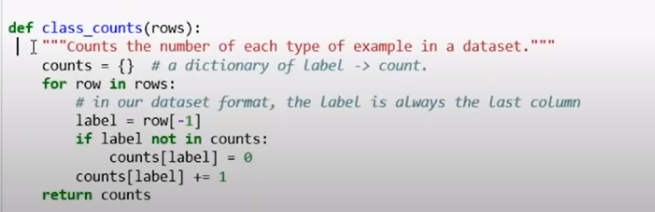 def class_counts(rows):
    """Counts the number of each type of example in a dataset."""
    counts = {}  # a dictionary of label -> count.
    for row in rows:
        # in our dataset format, the label is always the last column
        label = row[-1]
        if label not in counts:
            counts[label] = 0
        counts[label] += 1
    return counts